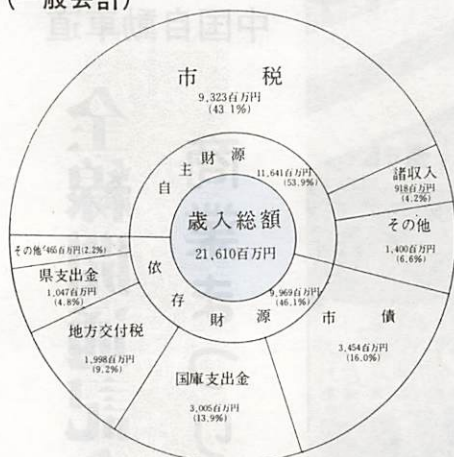 (一般会計)
市税
9,323百万円
(43.1%)
諸収入
918百万円
(4.2%)
その他
1,400百万円
(6.6%)
市債
3,454百万円
(16.0%)
国庫支出金
3,005百万円
(13.9%)
地方交付税
1,998百万円
(9.2%)
県支出金
1,047百万円
(4.8%)
その他 465百万円(2.2%)
自主財源
11,641百万円
(53.9%)
依存財源
9,969百万円
(46.1%)
歳入総額
21,610百万円